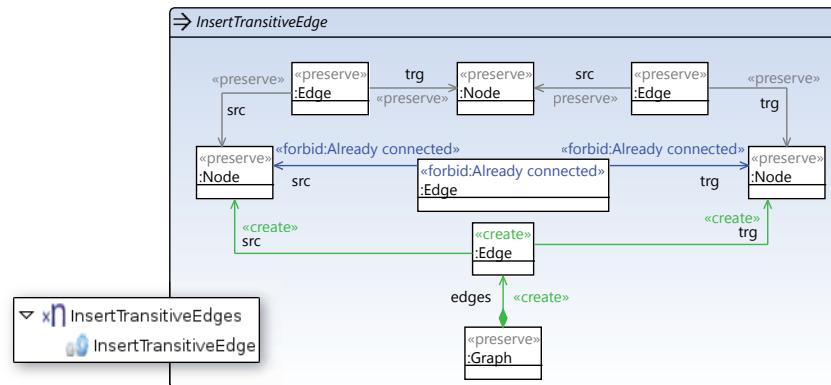 InsertTransitiveEdge
«preserve»
:Edge
trg
«preserve»
«preserve»
:Node
src
preserve»
«preserve»
:Edge
«preserve»
src
«preserve»
trg
«preserve»
:Node
«forbid:Already connected»
src
«forbid:Already connected»
:Edge
«forbid:Already connected»
trg
«preserve»
:Node
«create»
src
«create»
:Edge
«create»
trg
edges
«create»
«preserve»
:Graph
InsertTransitiveEdges
InsertTransitiveEdge